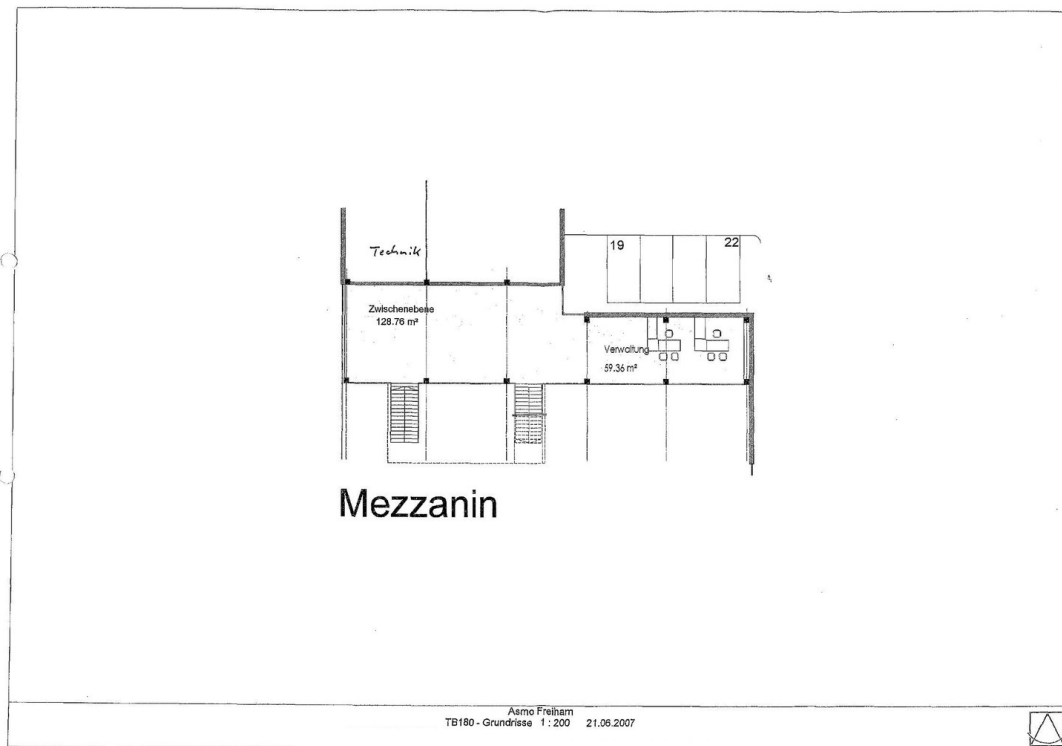 Technik
19
22
Zwischenebene
128.76 m²
Verwaltung
59.36 m²
Mezzanin
Asmo Freiham
TB180 - Grundrisse 1 : 200 21.06.2007